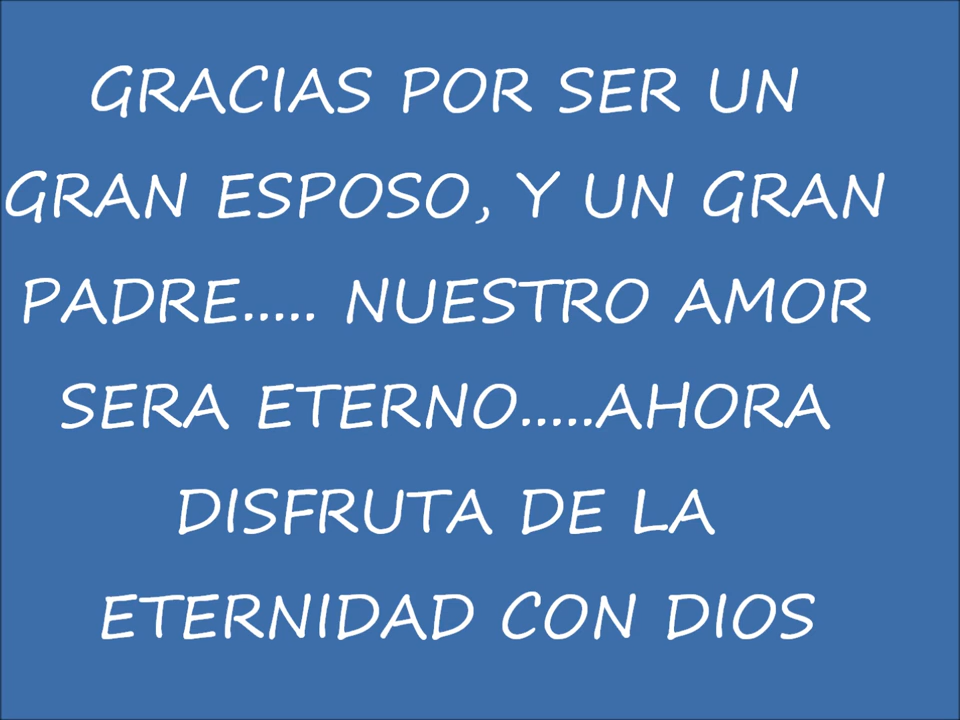 GRACIAS POR SER UN
GRAN ESPOSO, Y UN GRAN
PADRE..... NUESTRO AMOR
SERA ETERNO.....AHORA
DISFRUTA DE LA
ETERNIDAD CON DIOS